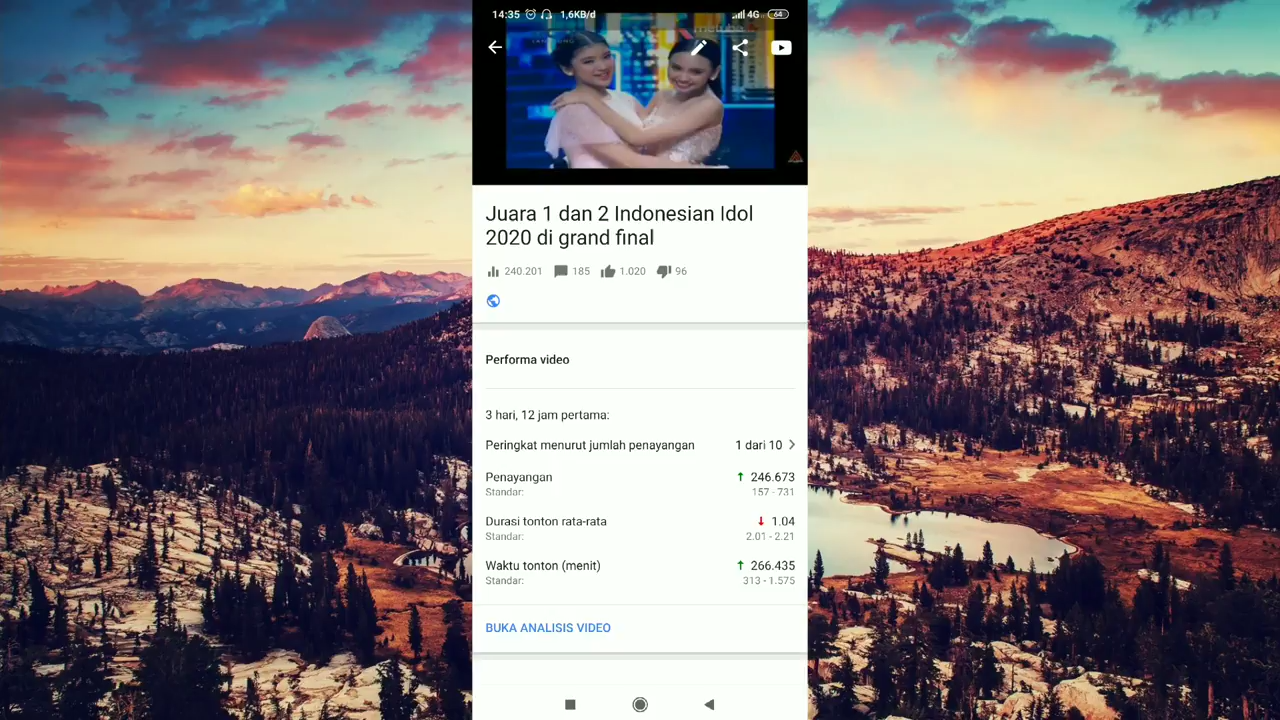 14:35 1,6KB/d 4G 64
Juara 1 dan 2 Indonesian Idol
2020 di grand final
240.201 185 1.020 96
Performa video
3 hari, 12 jam pertama:
Peringkat menurut jumlah penayangan 1 dari 10
Penayangan 246.673
Standar: 157 - 731
Durasi tonton rata-rata 1.04
Standar: 2.01 - 2.21
Waktu tonton (menit) 266.435
Standar: 313 - 1.575
BUKA ANALISIS VIDEO